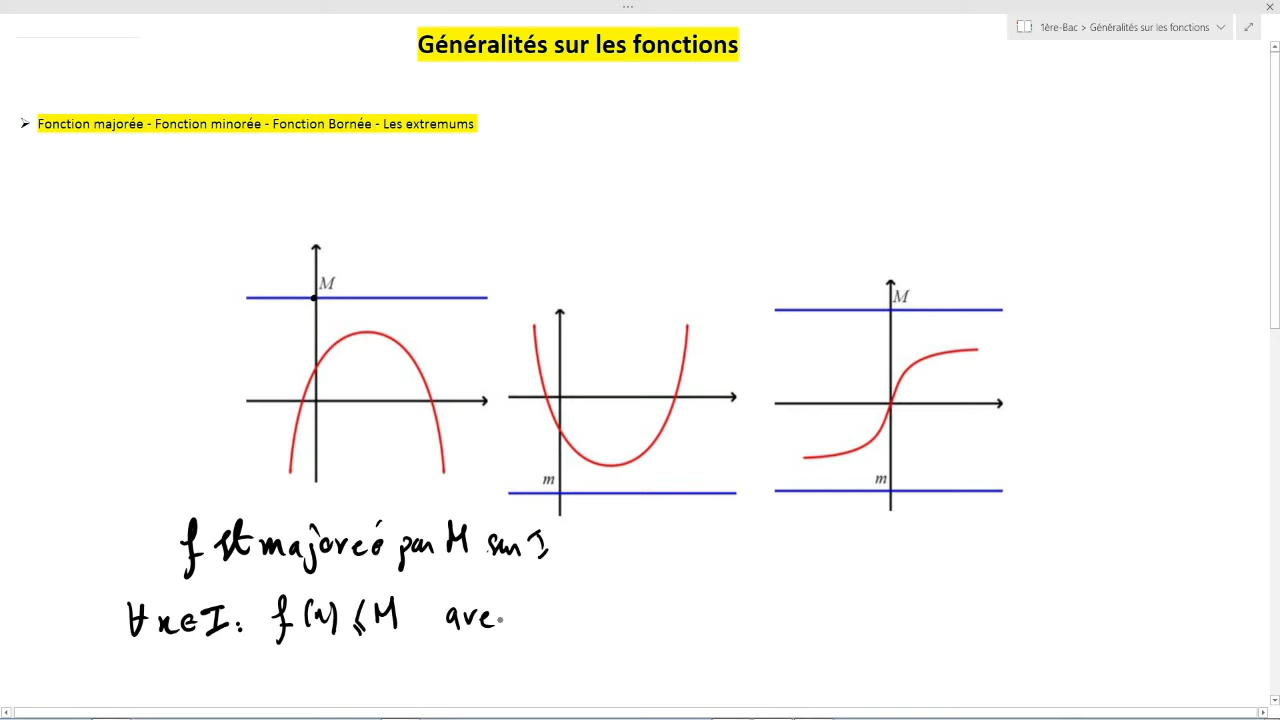 1ère-Bac > Généralités sur les fonctions
Généralités sur les fonctions
Fonction majorée - Fonction minorée - Fonction Bornée - Les extremums
M
m
M
m
f est majoreé par M sur I
∀x∈I: f(x)⩽M ave